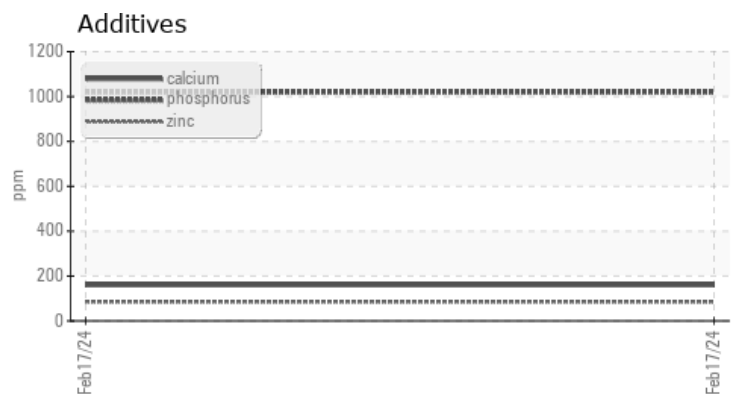 Additives
1200
1000
800
600
400
200
0
ppm
calcium
phosphorus
zinc
Feb17/24
Feb17/24